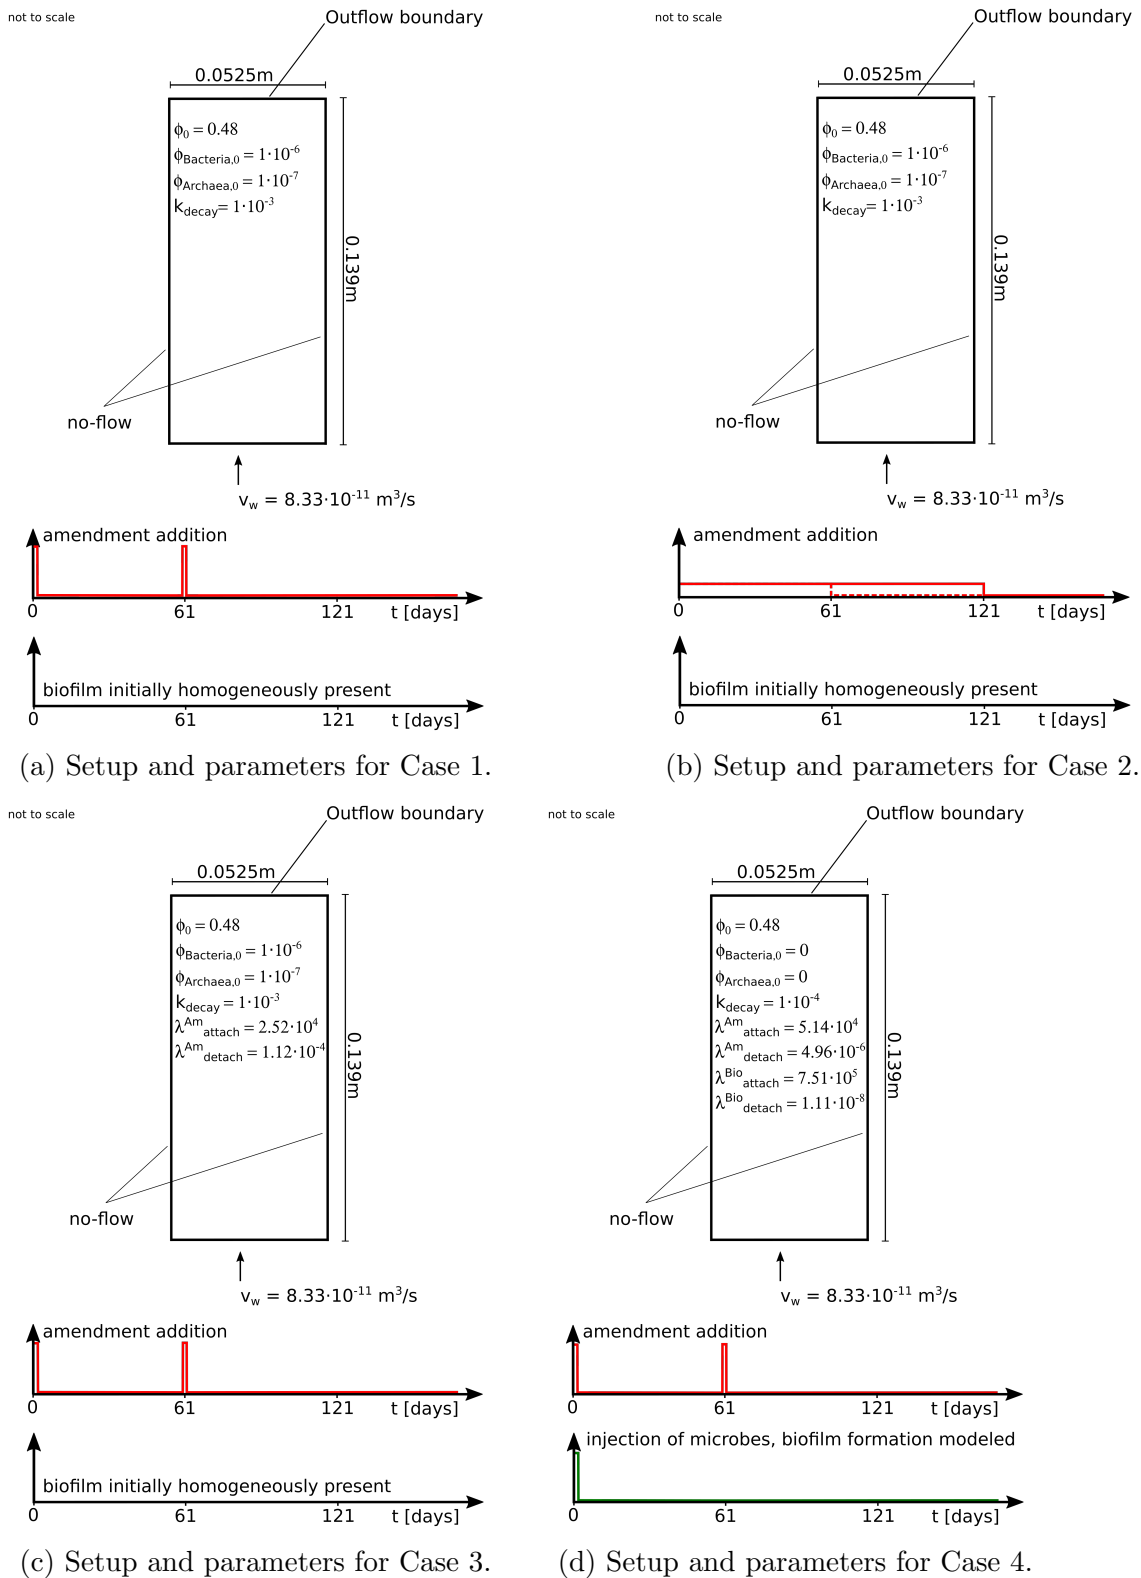 not to scale
Outflow boundary
0.0525m
ϕ₀ = 0.48
ϕBacteria,0 = 1·10⁻⁶
ϕArchaea,0 = 1·10⁻⁷
kdecay= 1·10⁻³
0.139m
no-flow
vw = 8.33·10⁻¹¹ m³/s
amendment addition
0 61 121 t [days]
biofilm initially homogeneously present
0 61 121 t [days]
(a) Setup and parameters for Case 1.
not to scale
Outflow boundary
0.0525m
ϕ₀ = 0.48
ϕBacteria,0 = 1·10⁻⁶
ϕArchaea,0 = 1·10⁻⁷
kdecay= 1·10⁻³
0.139m
no-flow
vw = 8.33·10⁻¹¹ m³/s
amendment addition
0 61 121 t [days]
biofilm initially homogeneously present
0 61 121 t [days]
(b) Setup and parameters for Case 2.
not to scale
Outflow boundary
0.0525m
ϕ₀ = 0.48
ϕBacteria,0 = 1·10⁻⁶
ϕArchaea,0 = 1·10⁻⁷
kdecay = 1·10⁻³
λAm attach = 2.52·10⁴
λAm detach = 1.12·10⁻⁴
0.139m
no-flow
vw = 8.33·10⁻¹¹ m³/s
amendment addition
0 61 121 t [days]
biofilm initially homogeneously present
0 61 121 t [days]
(c) Setup and parameters for Case 3.
not to scale
Outflow boundary
0.0525m
ϕ₀ = 0.48
ϕBacteria,0 = 0
ϕArchaea,0 = 0
kdecay = 1·10⁻⁴
λAm attach = 5.14·10⁴
λAm detach = 4.96·10⁻⁶
λBio attach = 7.51·10⁵
λBio detach = 1.11·10⁻⁸
0.139m
no-flow
vw = 8.33·10⁻¹¹ m³/s
amendment addition
0 61 121 t [days]
injection of microbes, biofilm formation modeled
0 61 121 t [days]
(d) Setup and parameters for Case 4.